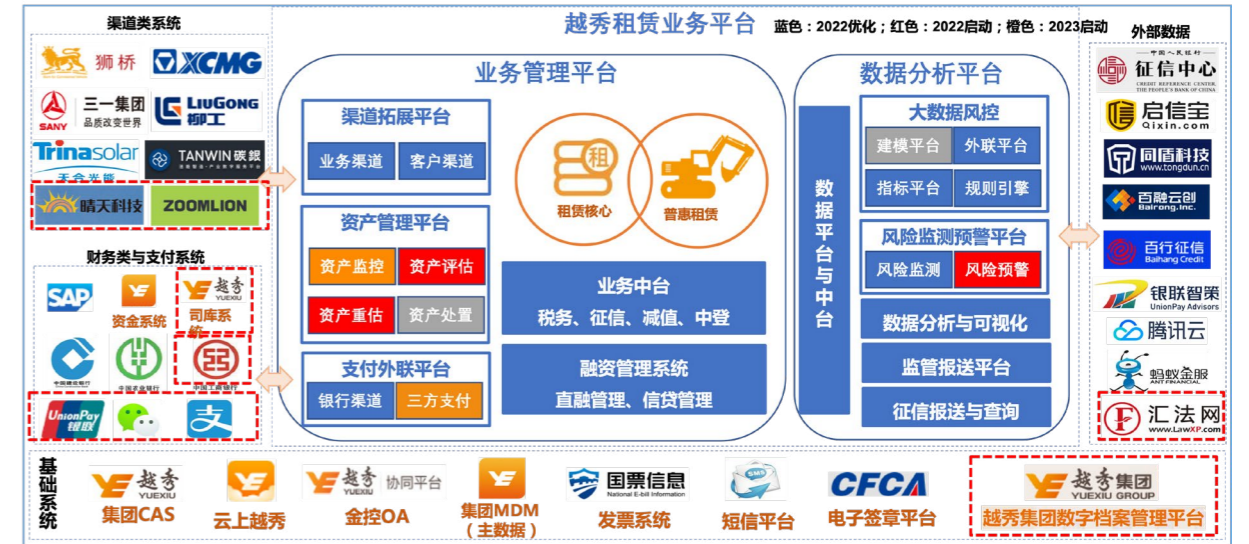 越秀租赁业务平台
蓝色：2022优化；红色：2022启动；橙色：2023启动
渠道类系统
狮桥
XCMG
SANY
三一集团
品质改变世界
LIUGONG
柳工
Trinasolar
天合光能
TANWIN碳银
晴天科技
ZOOMLION
财务类与支付系统
SAP
资金系统
越秀
YUEXIU
司库系
统
中国建设银行
中国农业银行
中国工商银行
UnionPay
银联
支
业务管理平台
渠道拓展平台
业务渠道
客户渠道
资产管理平台
资产监控
资产评估
资产重估
资产处置
支付外联平台
银行渠道
三方支付
租
租赁核心
普惠租赁
业务中台
税务、征信、减值、中登
融资管理系统
直融管理、信贷管理
数据分析平台
数据平台与中台
大数据风控
建模平台
外联平台
指标平台
规则引擎
风险监测预警平台
风险监测
风险预警
数据分析与可视化
监管报送平台
征信报送与查询
外部数据
中国人民银行
征信中心
CREDIT REFERENCE CENTER
THE PEOPLE'S BANK OF CHINA
启信宝
Qixin.com
同盾科技
www.tongdun.cn
百融云创
Bairong.Inc.
百行征信
Baihang Credit
银联智策
UnionPay Advisors
腾讯云
蚂蚁金服
ANT FINANCIAL
汇法网
www.LawXP.com
基础系统
越秀
YUEXIU
集团CAS
云上越秀
越秀
YUEXIU
协同平台
金控OA
集团MDM
（主数据）
国票信息
National E-bill Information
发票系统
SMS
短信平台
CFCA
电子签章平台
越秀集团
YUEXIU GROUP
越秀集团数字档案管理平台